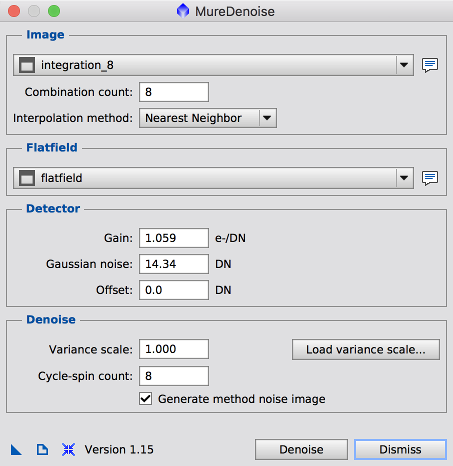 MureDenoise
Image
integration_8
Combination count: 8
Interpolation method: Nearest Neighbor
Flatfield
flatfield
Detector
Gain: 1.059 e-/DN
Gaussian noise: 14.34 DN
Offset: 0.0 DN
Denoise
Variance scale: 1.000 Load variance scale...
Cycle-spin count: 8
Generate method noise image
Version 1.15 Denoise Dismiss